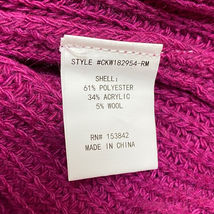 STYLE #CKW182954-RM
SHELL:
61% POLYESTER
34% ACRYLIC
5% WOOL
RN# 153842
MADE IN CHINA